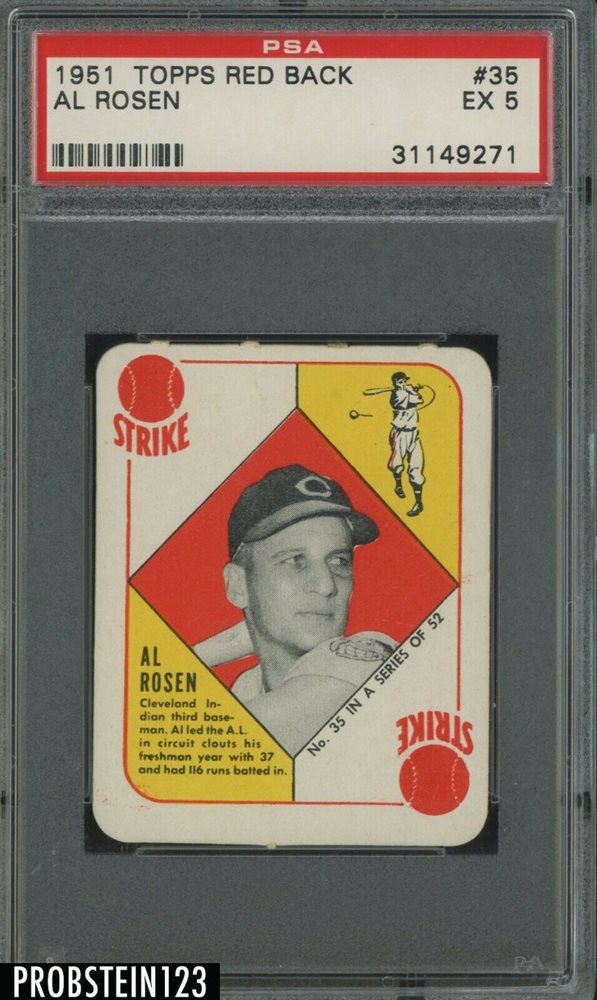 PSA
1951 TOPPS RED BACK #35
AL ROSEN EX 5
31149271
STRIKE
C
AL
ROSEN
Cleveland In-
dian third base-
man. Al led the A.L.
in circuit clouts his
freshman year with 37
and had 116 runs batted in.
No. 35 IN A SERIES OF 52
STRIKE
PROBSTEIN123